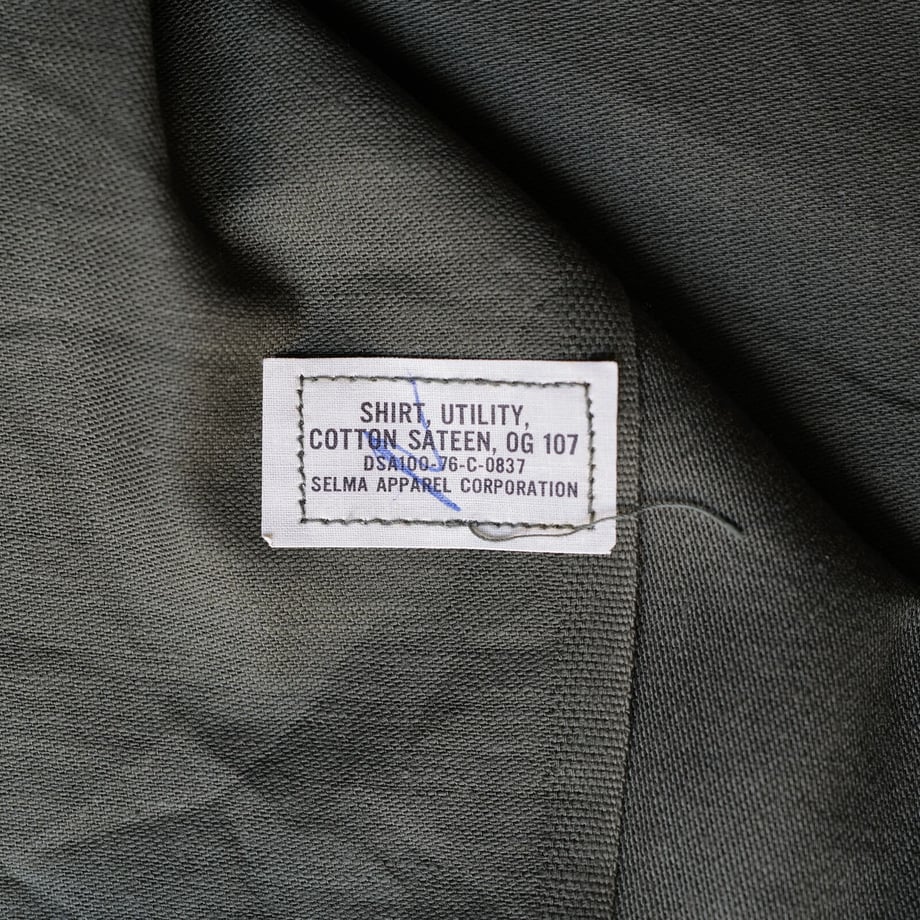 SHIRT, UTILITY,
COTTON SATEEN, OG 107
DSA100-76-C-0837
SELMA APPAREL CORPORATION